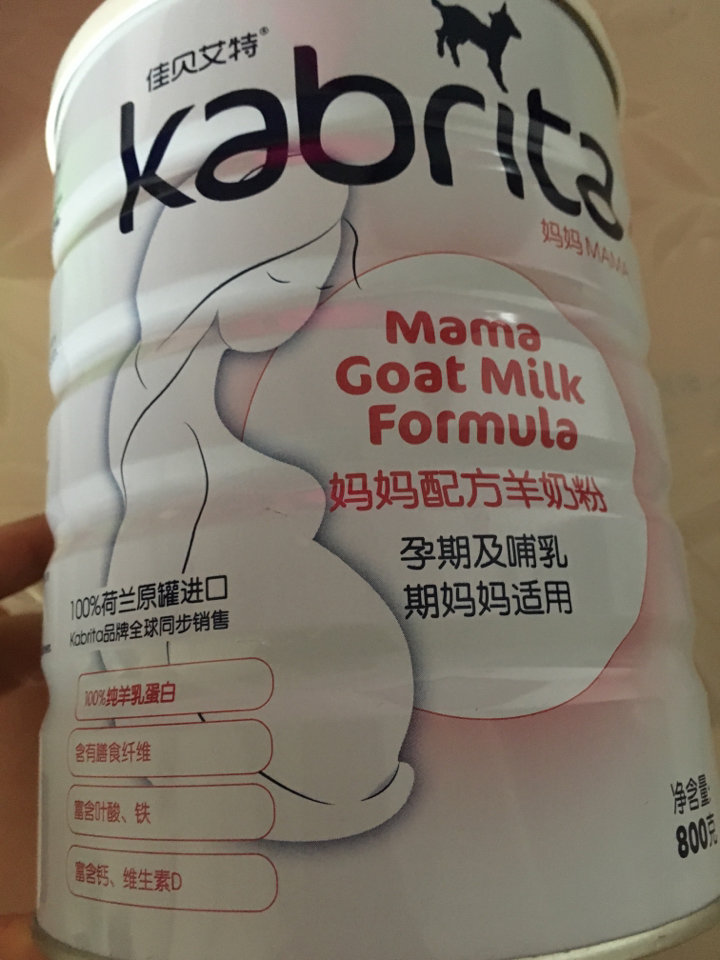 佳贝艾特®
kabrita
妈妈 MAMA
Mama
Goat Milk
Formula
妈妈配方羊奶粉
孕期及哺乳
期妈妈适用
100%荷兰原罐进口
Kabrita品牌全球同步销售
100%纯羊乳蛋白
含有膳食纤维
富含叶酸、铁
富含钙、维生素D
净含量:
800克